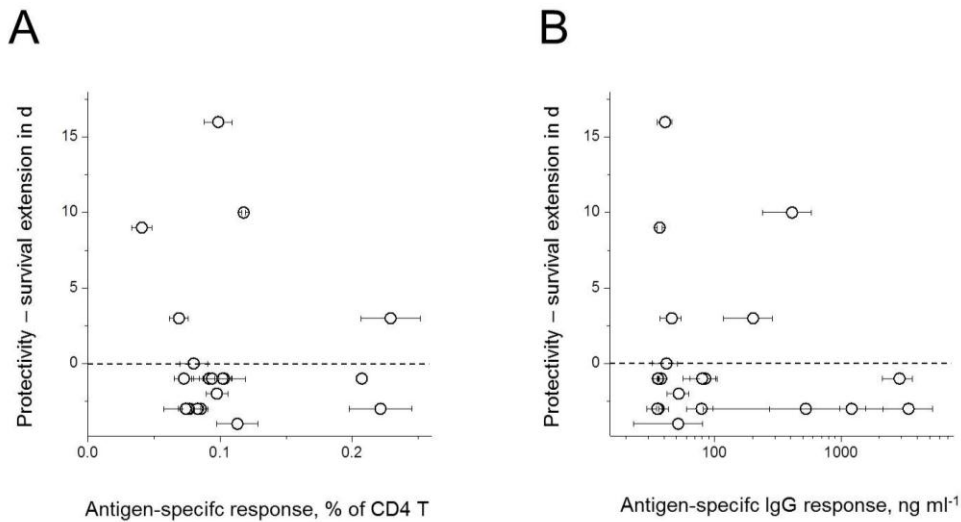 A
B
Protectivity – survival extension in d
15
10
5
0
0.0
0.1
0.2
Antigen-specifc response, % of CD4 T
Protectivity – survival extension in d
15
10
5
0
100
1000
Antigen-specifc IgG response, ng ml-1